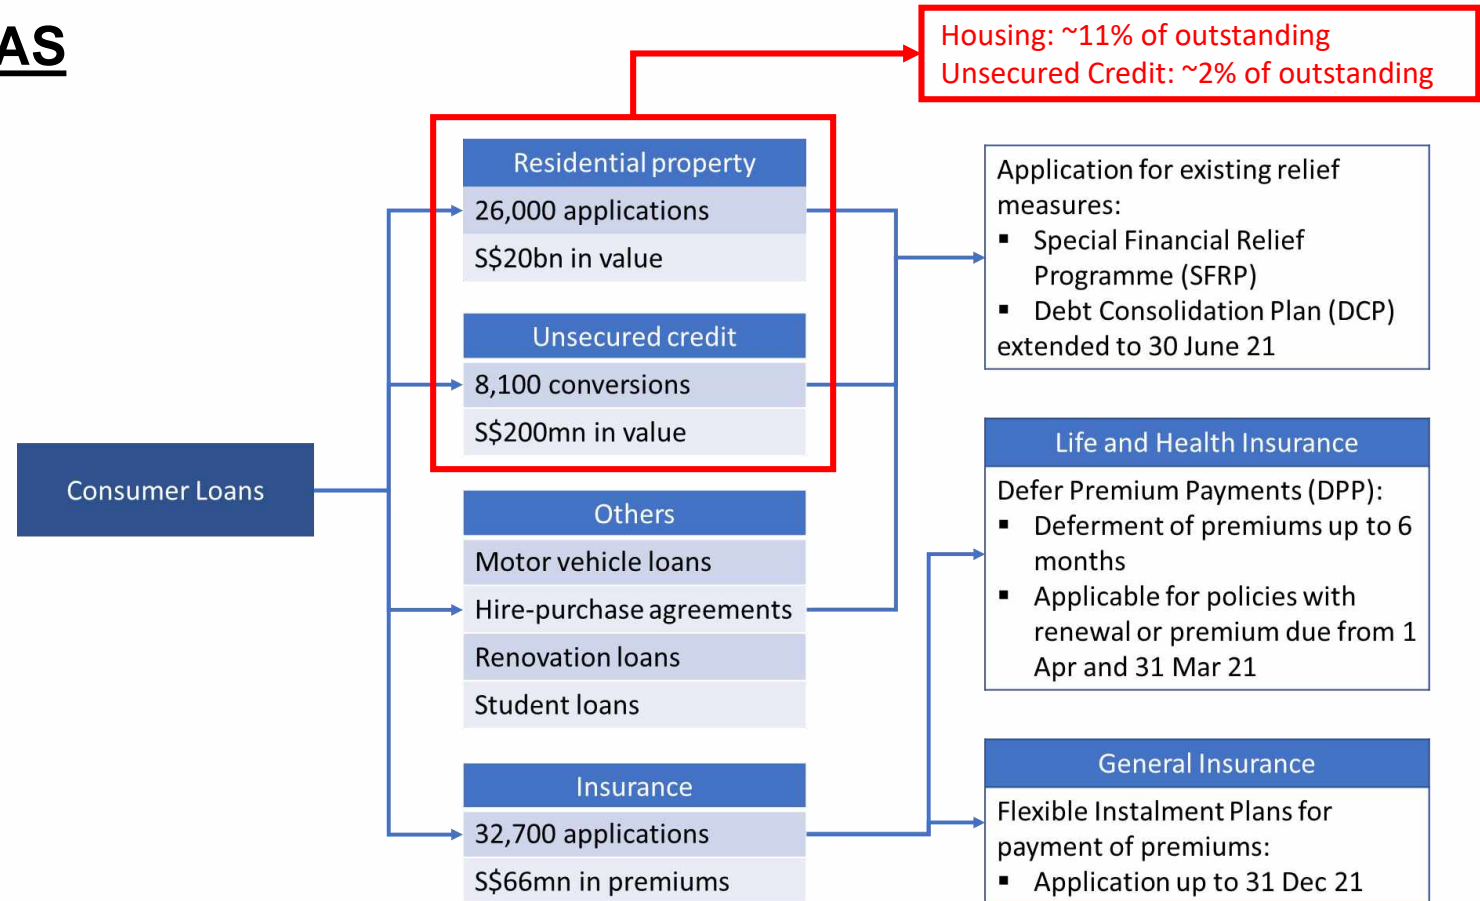 AS
Housing: ~11% of outstanding
Unsecured Credit: ~2% of outstanding
Consumer Loans
Residential property
26,000 applications
S$20bn in value
Unsecured credit
8,100 conversions
S$200mn in value
Others
Motor vehicle loans
Hire-purchase agreements
Renovation loans
Student loans
Insurance
32,700 applications
S$66mn in premiums
Application for existing relief
measures:
▪ Special Financial Relief
Programme (SFRP)
▪ Debt Consolidation Plan (DCP)
extended to 30 June 21
Life and Health Insurance
Defer Premium Payments (DPP):
▪ Deferment of premiums up to 6
months
▪ Applicable for policies with
renewal or premium due from 1
Apr and 31 Mar 21
General Insurance
Flexible Instalment Plans for
payment of premiums:
▪ Application up to 31 Dec 21